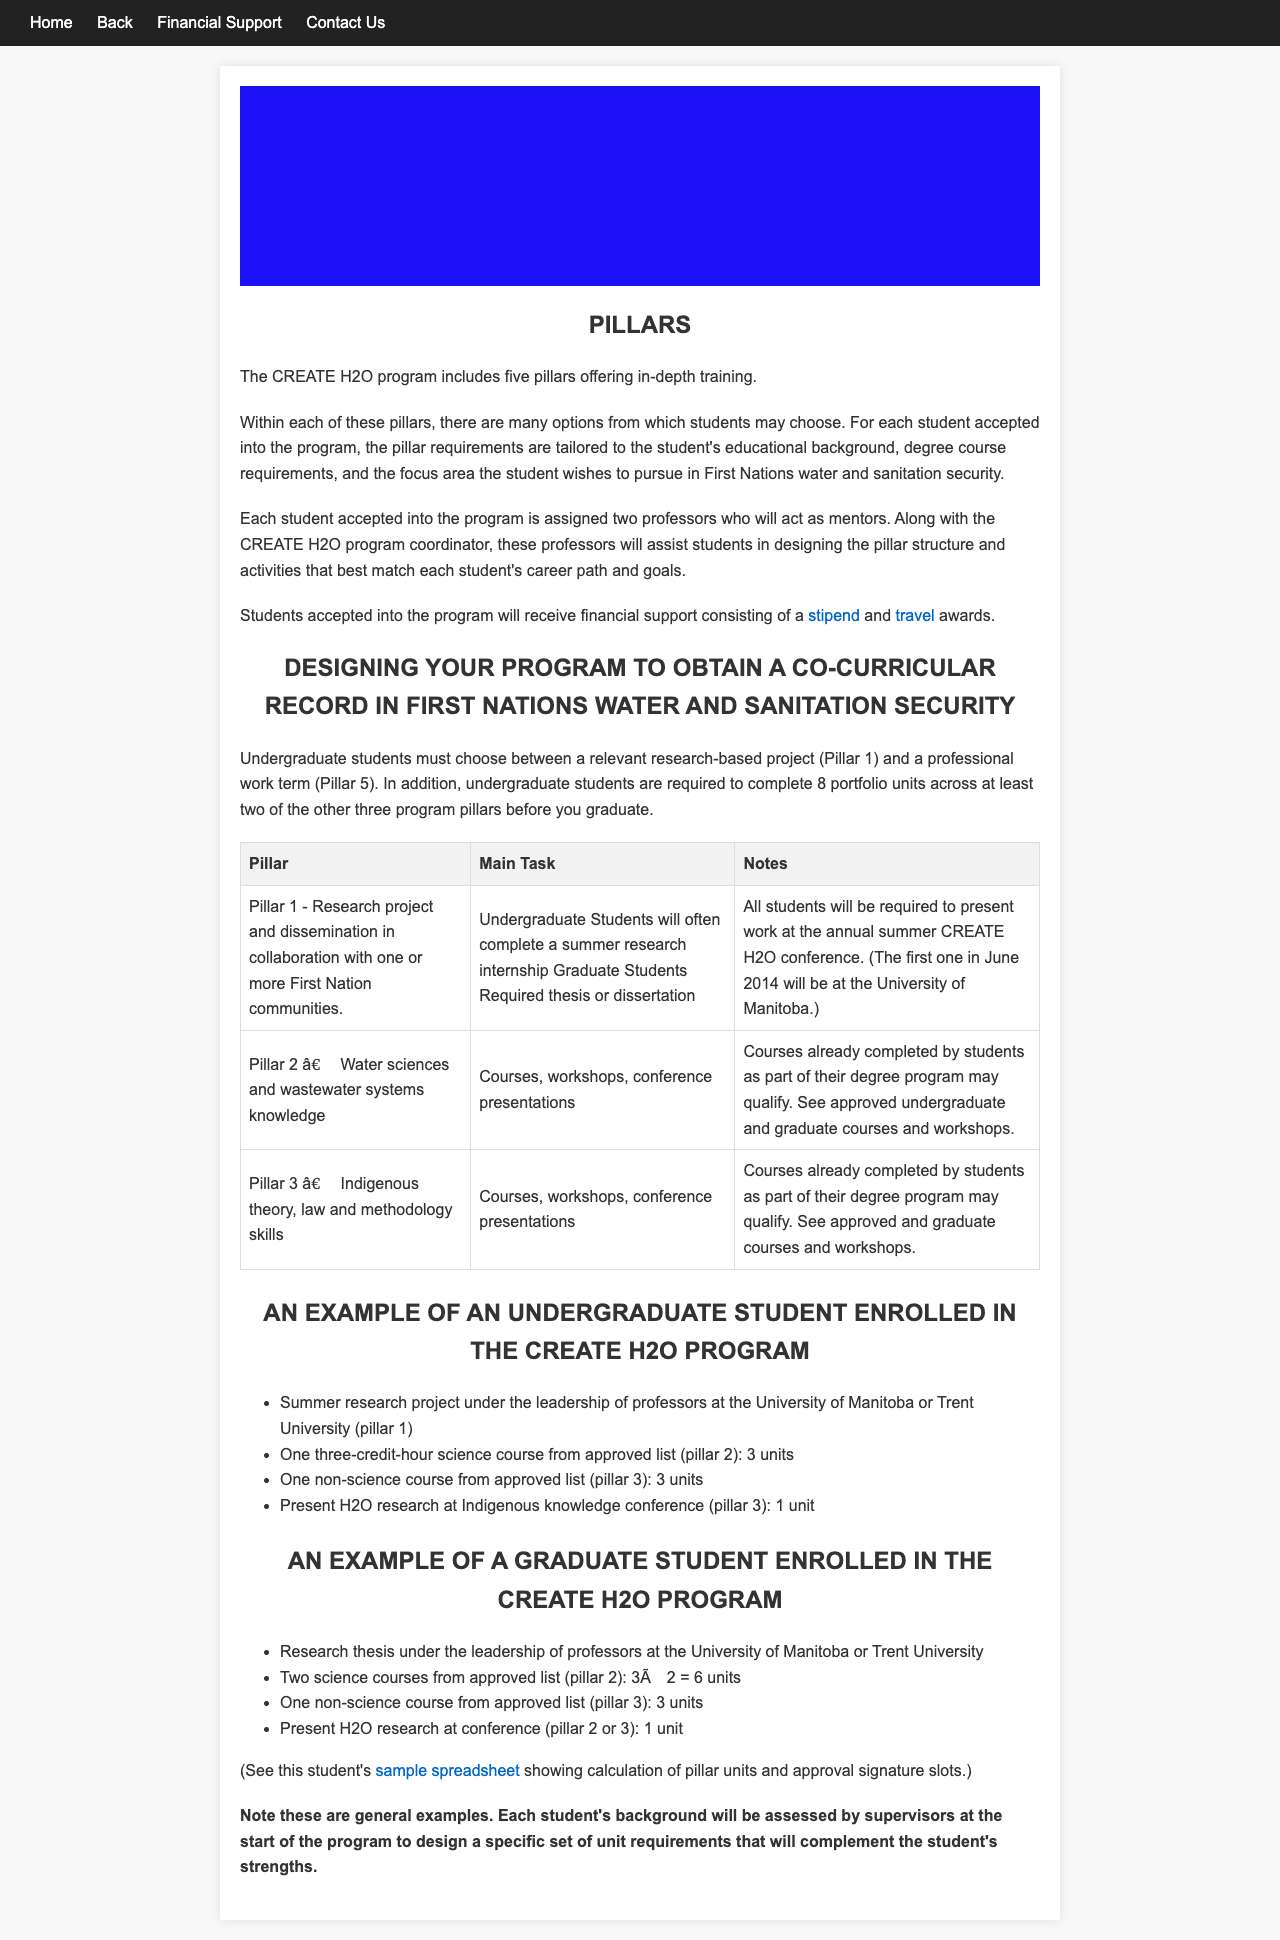 Home Back Financial Support Contact Us
PILLARS
The CREATE H2O program includes five pillars offering in-depth training.
Within each of these pillars, there are many options from which students may choose. For each student accepted
into the program, the pillar requirements are tailored to the student's educational background, degree course
requirements, and the focus area the student wishes to pursue in First Nations water and sanitation security.
Each student accepted into the program is assigned two professors who will act as mentors. Along with the
CREATE H2O program coordinator, these professors will assist students in designing the pillar structure and
activities that best match each student's career path and goals.
Students accepted into the program will receive financial support consisting of a stipend and travel awards.
DESIGNING YOUR PROGRAM TO OBTAIN A CO-CURRICULAR
RECORD IN FIRST NATIONS WATER AND SANITATION SECURITY
Undergraduate students must choose between a relevant research-based project (Pillar 1) and a professional
work term (Pillar 5). In addition, undergraduate students are required to complete 8 portfolio units across at least
two of the other three program pillars before you graduate.
Pillar Main Task Notes
Pillar 1 - Research project
and dissemination in
collaboration with one or
more First Nation
communities.
Undergraduate Students will often
complete a summer research
internship Graduate Students
Required thesis or dissertation
All students will be required to present
work at the annual summer CREATE
H2O conference. (The first one in June
2014 will be at the University of
Manitoba.)
Pillar 2 â€ Water sciences
and wastewater systems
knowledge
Courses, workshops, conference
presentations
Courses already completed by students
as part of their degree program may
qualify. See approved undergraduate
and graduate courses and workshops.
Pillar 3 â€ Indigenous
theory, law and methodology
skills
Courses, workshops, conference
presentations
Courses already completed by students
as part of their degree program may
qualify. See approved and graduate
courses and workshops.
AN EXAMPLE OF AN UNDERGRADUATE STUDENT ENROLLED IN
THE CREATE H2O PROGRAM
• Summer research project under the leadership of professors at the University of Manitoba or Trent
University (pillar 1)
• One three-credit-hour science course from approved list (pillar 2): 3 units
• One non-science course from approved list (pillar 3): 3 units
• Present H2O research at Indigenous knowledge conference (pillar 3): 1 unit
AN EXAMPLE OF A GRADUATE STUDENT ENROLLED IN THE
CREATE H2O PROGRAM
• Research thesis under the leadership of professors at the University of Manitoba or Trent University
• Two science courses from approved list (pillar 2): 3Ã 2 = 6 units
• One non-science course from approved list (pillar 3): 3 units
• Present H2O research at conference (pillar 2 or 3): 1 unit
(See this student's sample spreadsheet showing calculation of pillar units and approval signature slots.)
Note these are general examples. Each student's background will be assessed by supervisors at the
start of the program to design a specific set of unit requirements that will complement the student's
strengths.